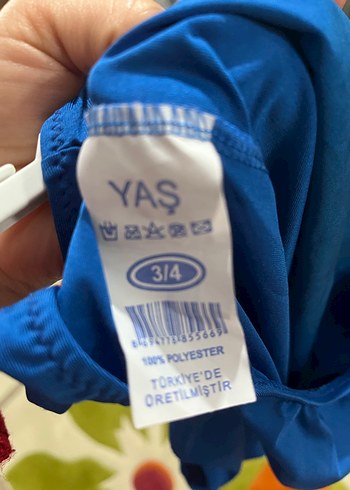 YAŞ
3/4
100% POLYESTER
TÜRKİYE'DE
ÜRETİLMİŞTİR